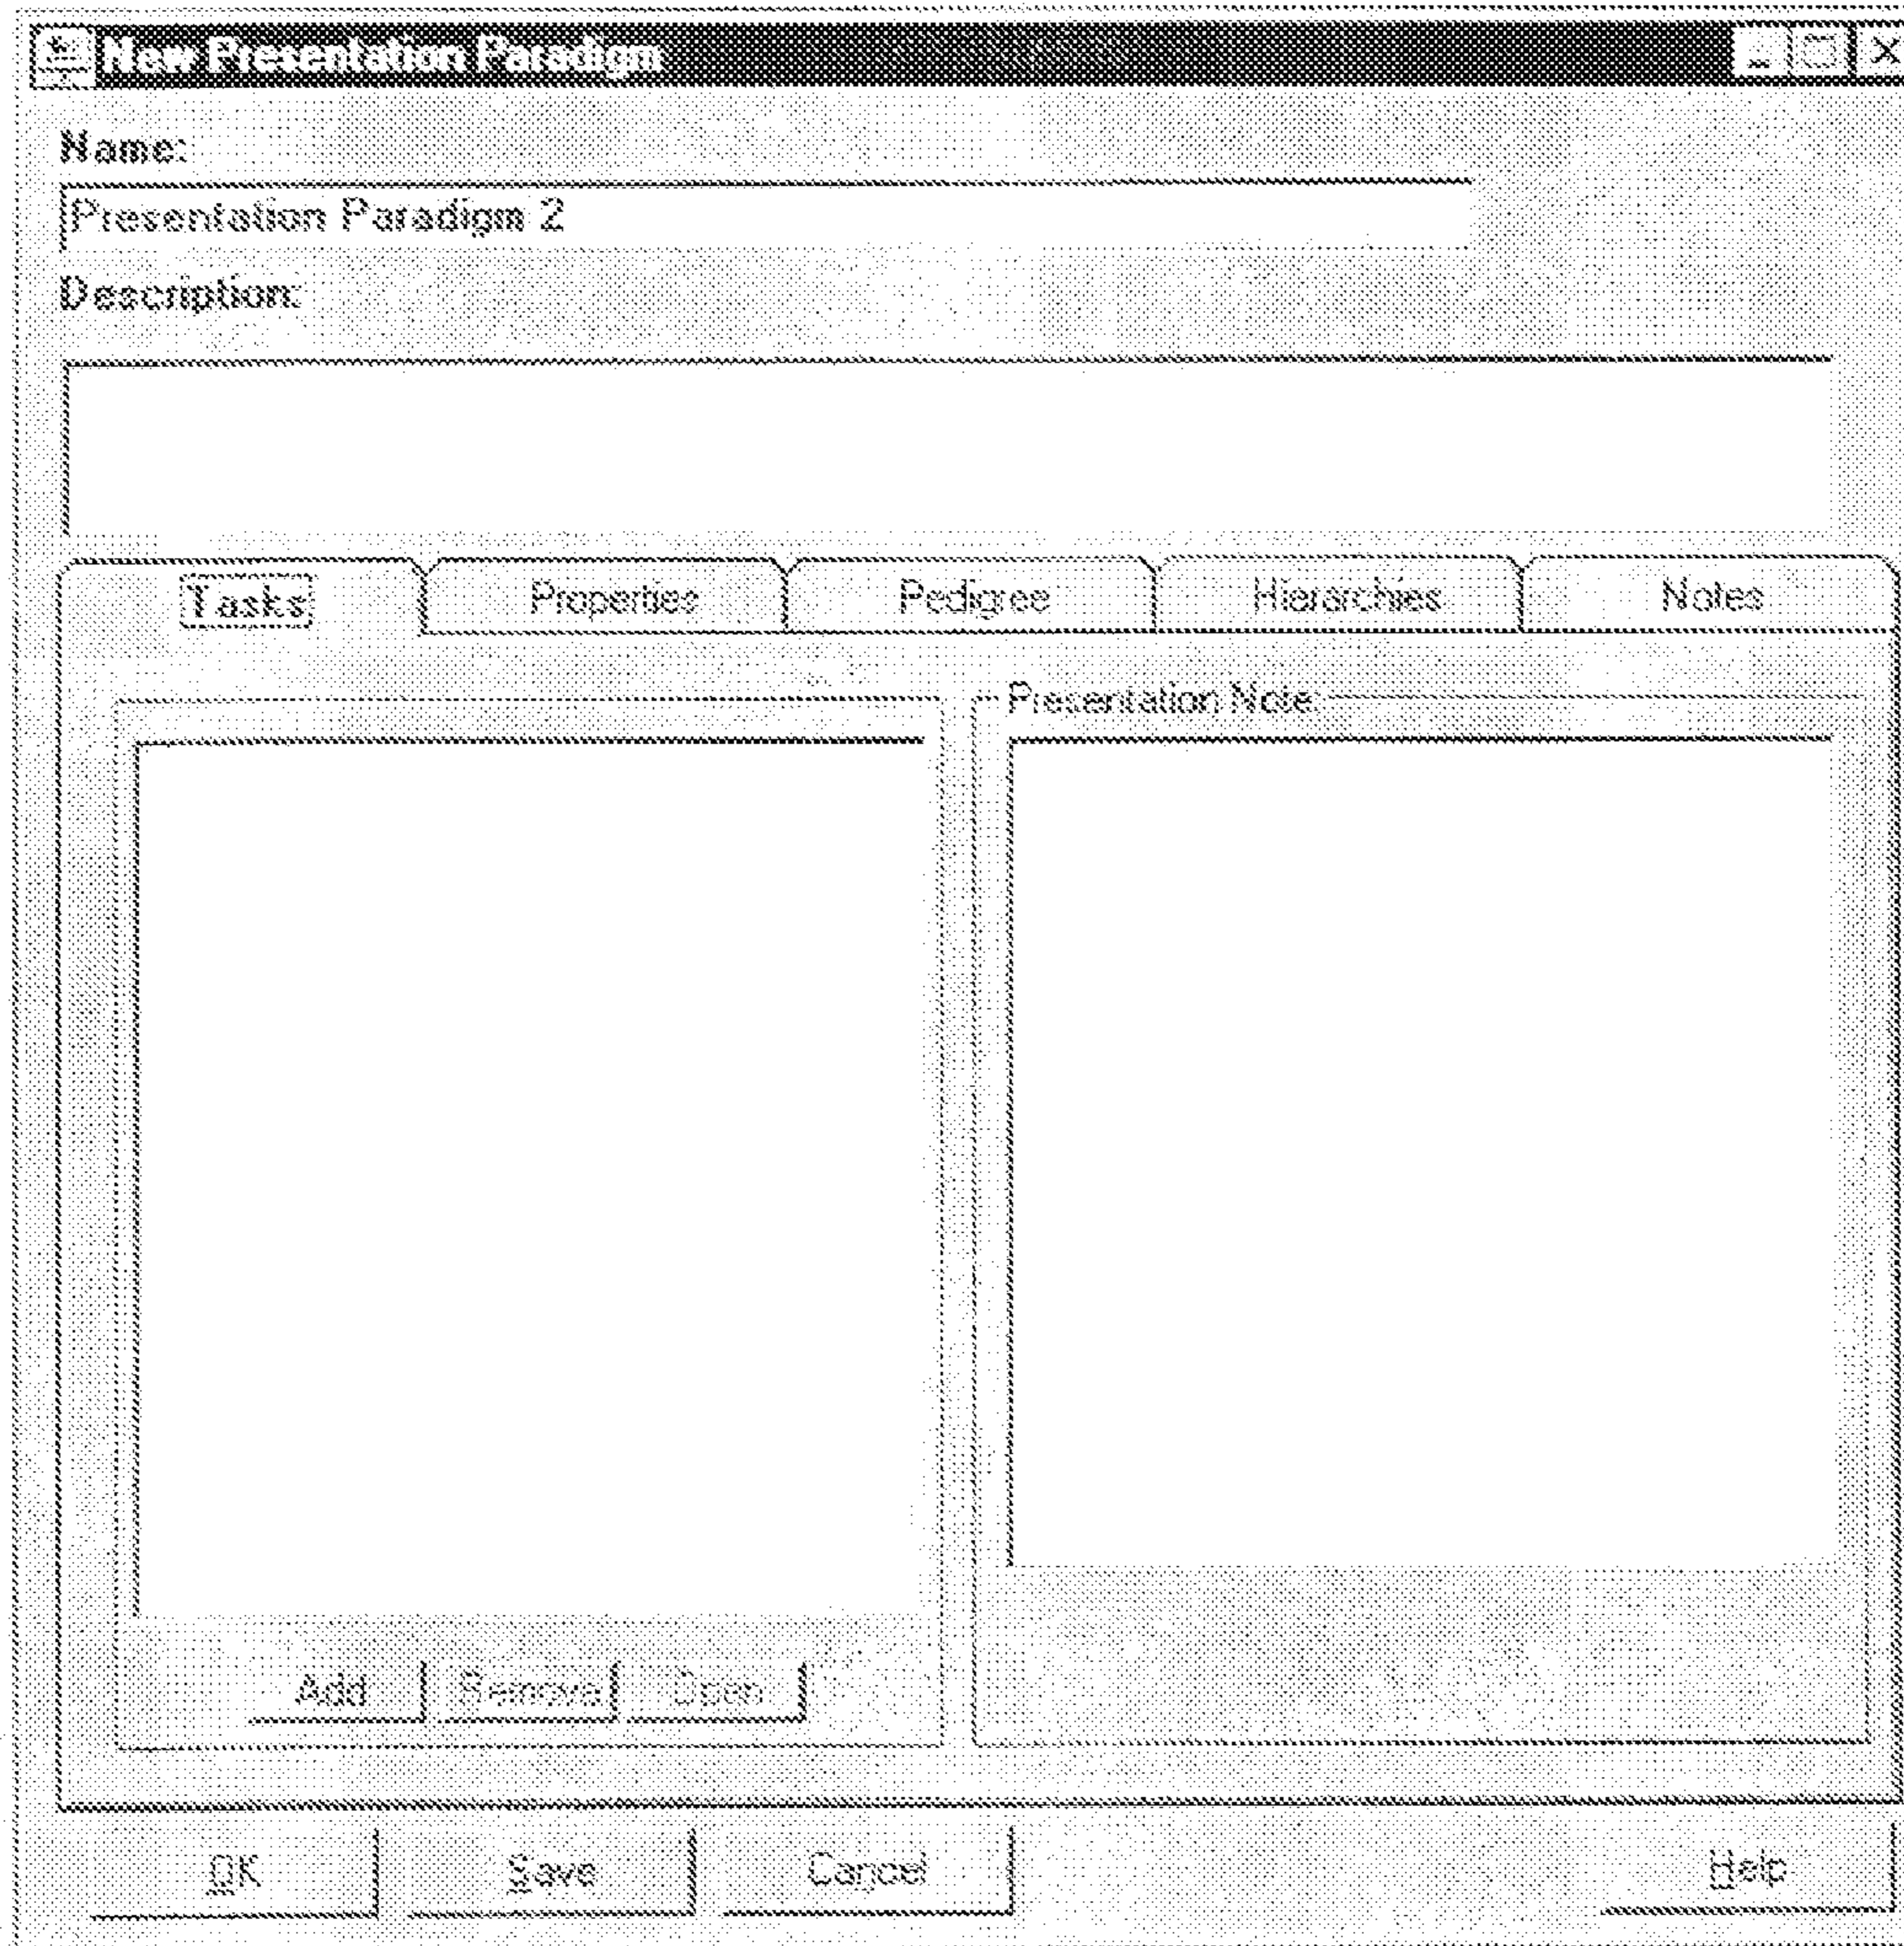 New Presentation Paradigm
Name:
Presentation Paradigm 2
Description:
Tasks Properties Pedigree Hierarchies Notes
Presentation Note:
Add Remove Open
OK Save Cancel Help